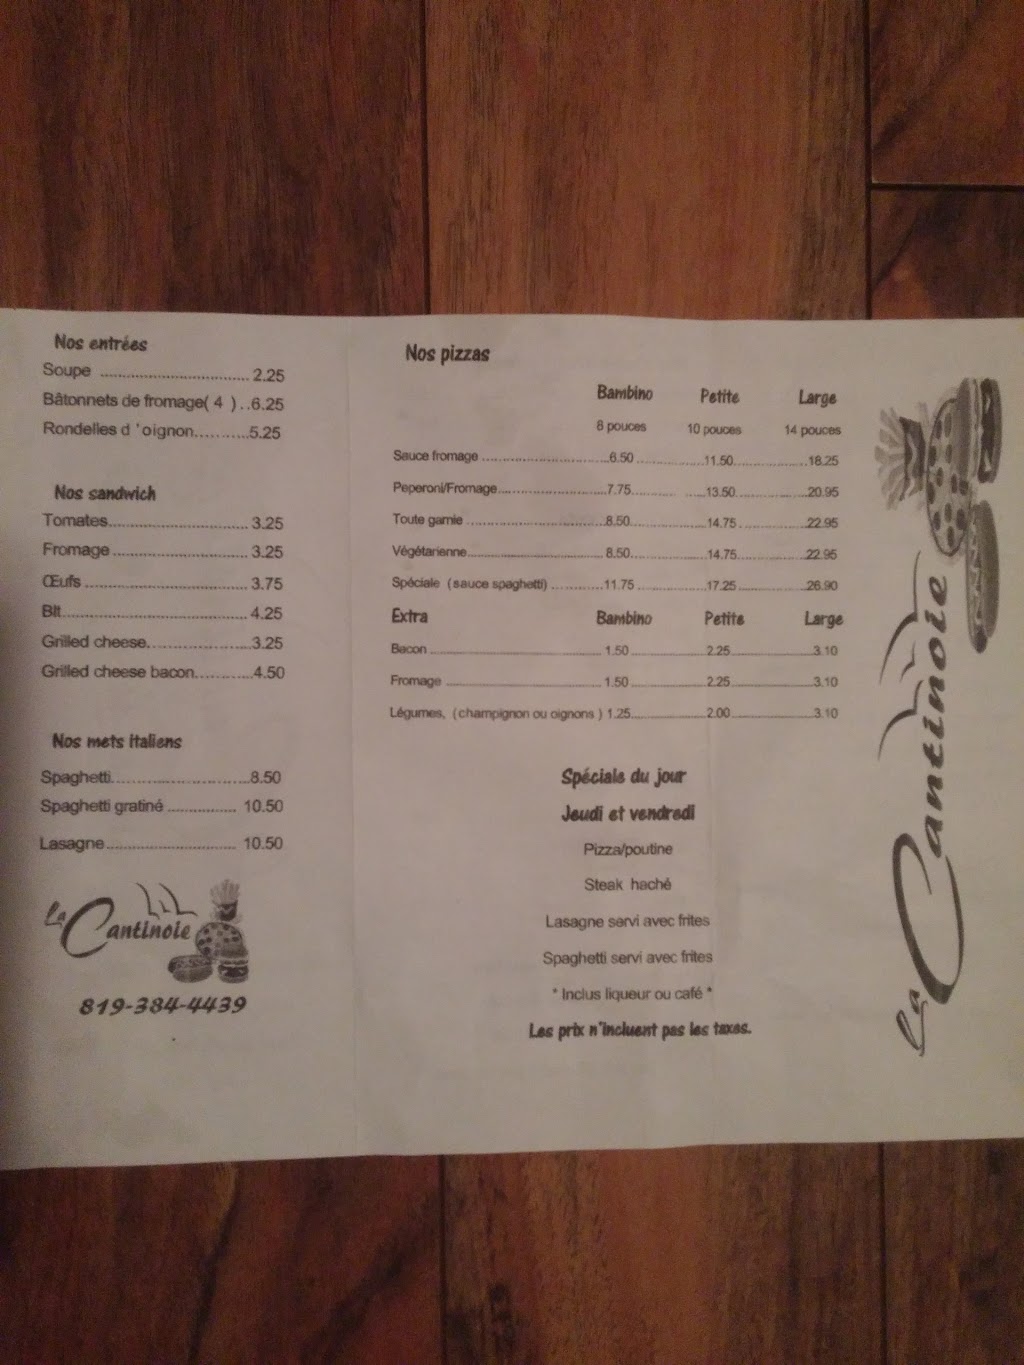 Nos entrées
Soupe ................................. 2.25
Bâtonnets de fromage( 4 )..6.25
Rondelles d 'oignon...........5.25
Nos sandwich
Tomates................................ 3.25
Fromage .............................. 3.25
Œufs .................................... 3.75
Blt......................................... 4.25
Grilled cheese.......................3.25
Grilled cheese bacon............4.50
Nos mets italiens
Spaghetti..............................8.50
Spaghetti gratiné ............... 10.50
Lasagne............................. 10.50
La Cantinoie
819-384-4439
Nos pizzas
Bambino Petite Large
8 pouces 10 pouces 14 pouces
Sauce fromage ..............................6.50 ................11.50.................18.25
Peperoni/Fromage..........................7.75........... .....13.50.................20.95
Toute garnie ..................................8.50................14.75 .................22.95
Végétarienne.................................. 8.50................14.75.................22.95
Spéciale (sauce spaghetti) ............11.75 ................17.25.................26.90
Extra Bambino Petite Large
Bacon ............................................ 1.50 ................2.25....................3.10
Fromage ........................................ 1.50 ................2.25....................3.10
Légumes, (champignon ou oignons ) 1.25................2.00....................3.10
Spécials du jour
Jeudi et vendredi
Pizza/poutine
Steak haché
Lasagne servi avec frites
Spaghetti servi avec frites
* Inclus liqueur ou café *
Les prix n'incluent pas les taxes.
La Cantinoie